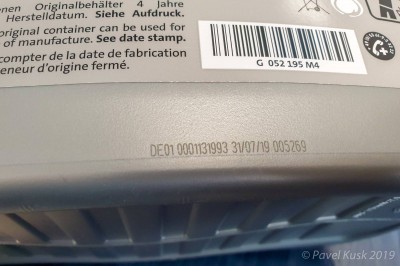 onen Originalbehälter 4 Jahre
Herstelldatum. Siehe Aufdruck.
original container can be used for
of manufacture. See date stamp.
compter de la date de fabrication
eneur d'origine fermé.
G 052 195 M4
DE01 0001131993 31/07/19 005269
© Pavel Kusk 2019